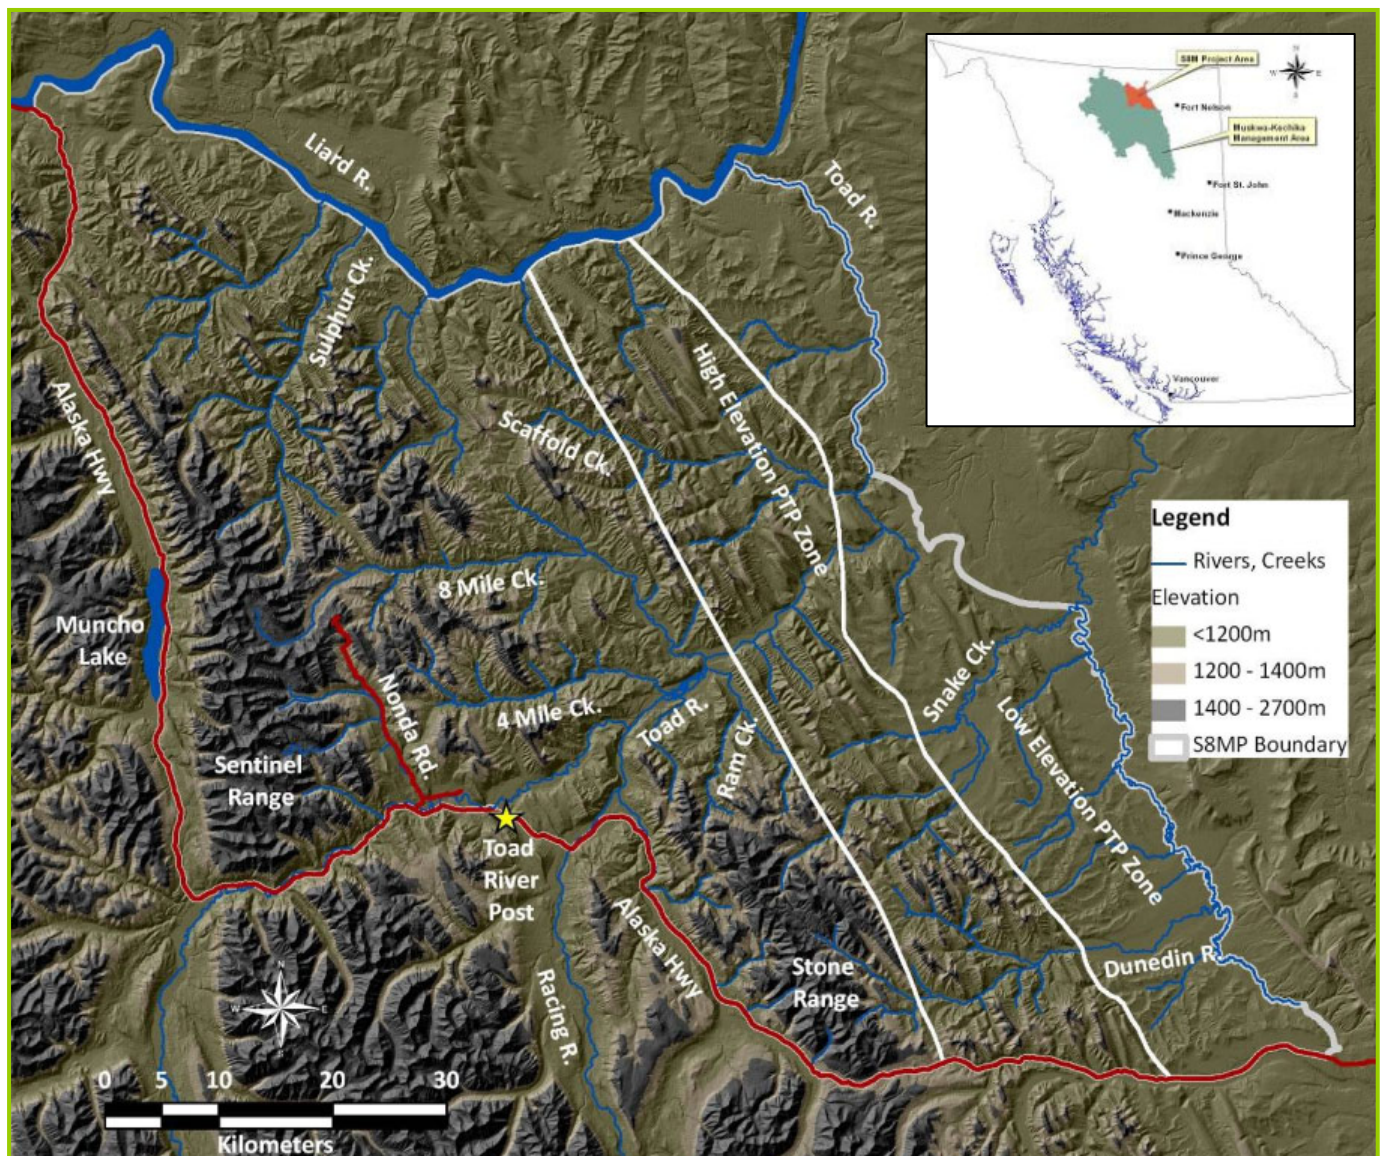 Liard R.
Toad R.
Sulphur Ck.
Alaska Hwy
High Elevation PTP Zone
Scaffold Ck.
8 Mile Ck.
Muncho
Lake
Nonda Rd.
4 Mile Ck.
Toad R.
Ram Ck.
Snake Ck.
Low Elevation PTP Zone
Sentinel
Range
Toad
River
Post
Alaska Hwy
Stone
Range
Dunedin R.
Racing R.
N
W
E
S
0 5 10 20 30
Kilometers
S8M Project Area
N
W
E
S
Fort Nelson
Muskwa-Kechika
Management Area
Fort St. John
Mackenzie
Prince George
Vancouver
Legend
Rivers, Creeks
Elevation
<1200m
1200 - 1400m
1400 - 2700m
S8MP Boundary